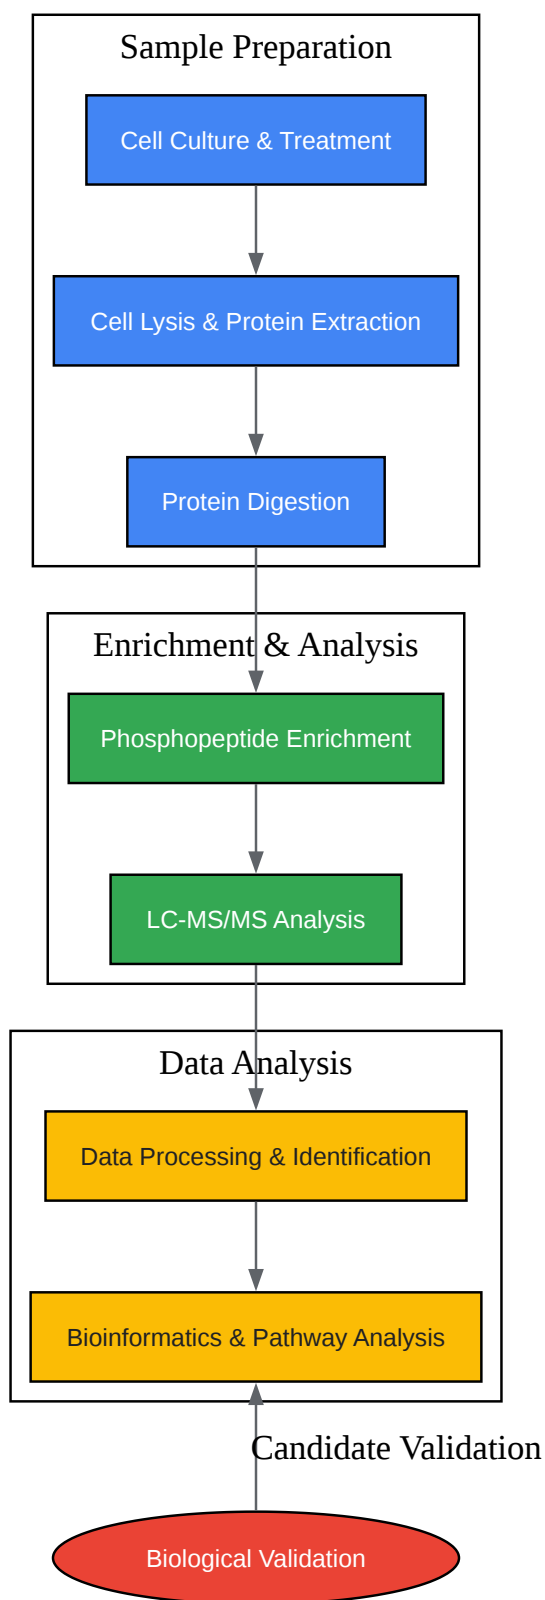 Sample Preparation
Cell Culture & Treatment
Cell Lysis & Protein Extraction
Protein Digestion
Enrichment & Analysis
Phosphopeptide Enrichment
LC-MS/MS Analysis
Data Analysis
Data Processing & Identification
Bioinformatics & Pathway Analysis
Candidate Validation
Biological Validation